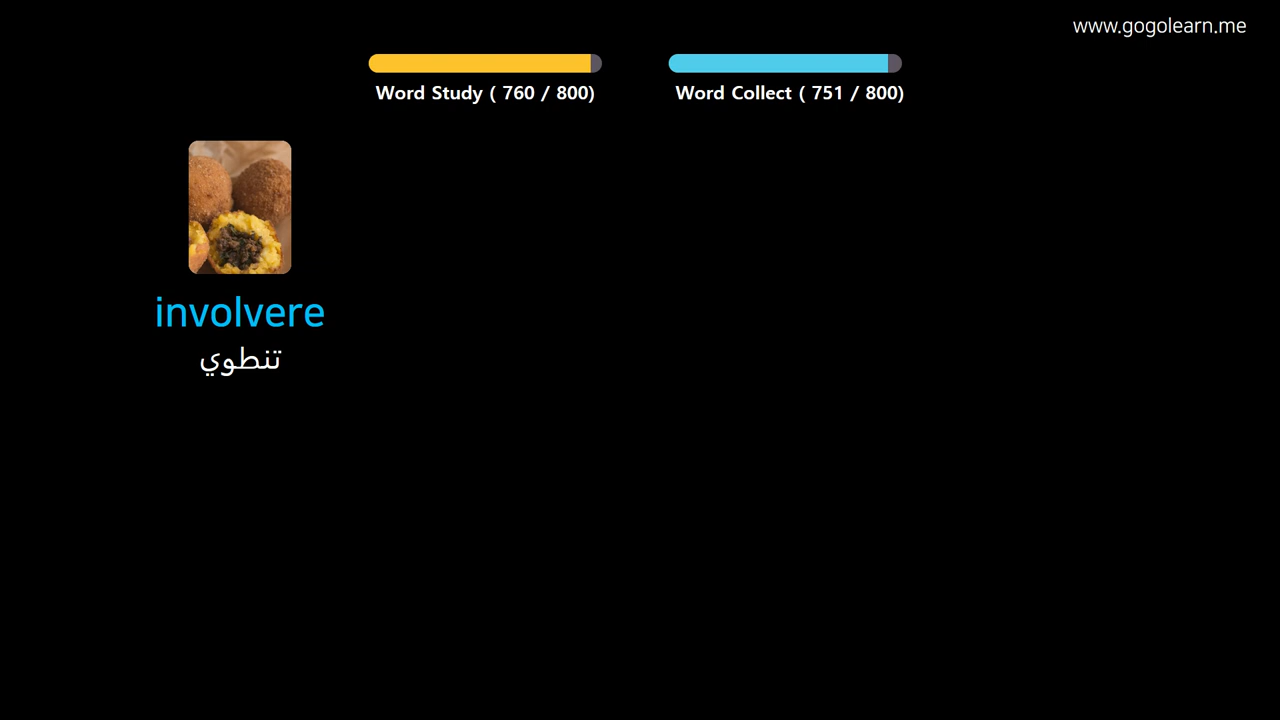 www.gogolearn.me
Word Study ( 760 / 800)
Word Collect ( 751 / 800)
involvere
تنطوي